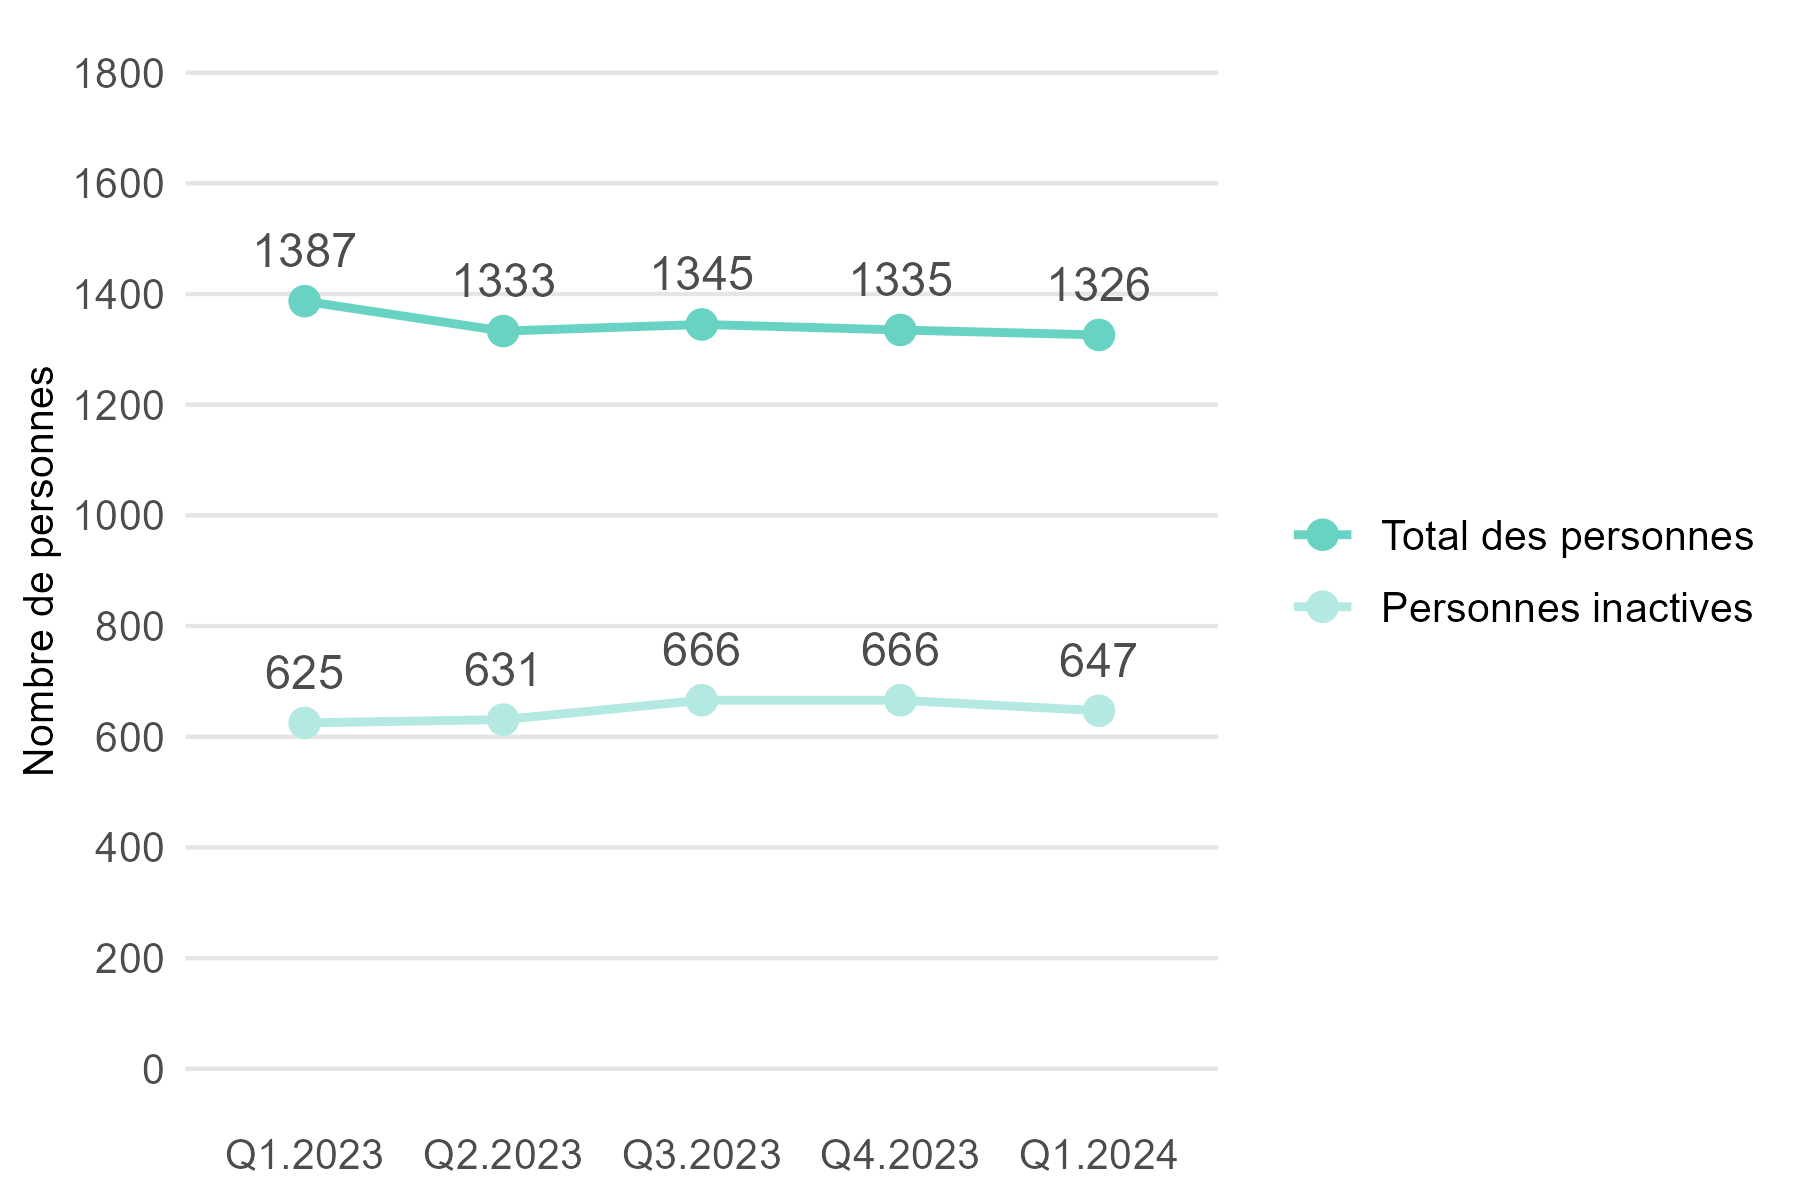 Nombre de personnes
1800
1600
1400
1200
1000
800
600
400
200
0
1387
1333
1345
1335
1326
625
631
666
666
647
Q1.2023
Q2.2023
Q3.2023
Q4.2023
Q1.2024
Total des personnes
Personnes inactives